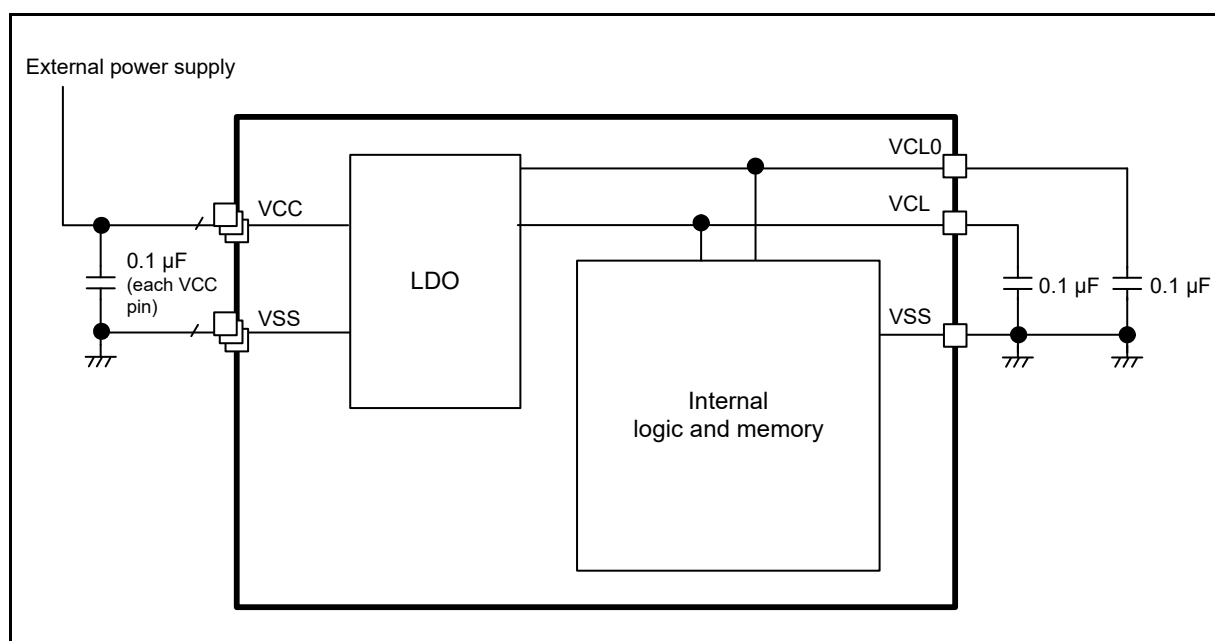 External power supply
VCL0
VCC
VCL
0.1 µF
(each VCC
pin)
LDO
0.1 µF
0.1 µF
VSS
VSS
Internal
logic and memory